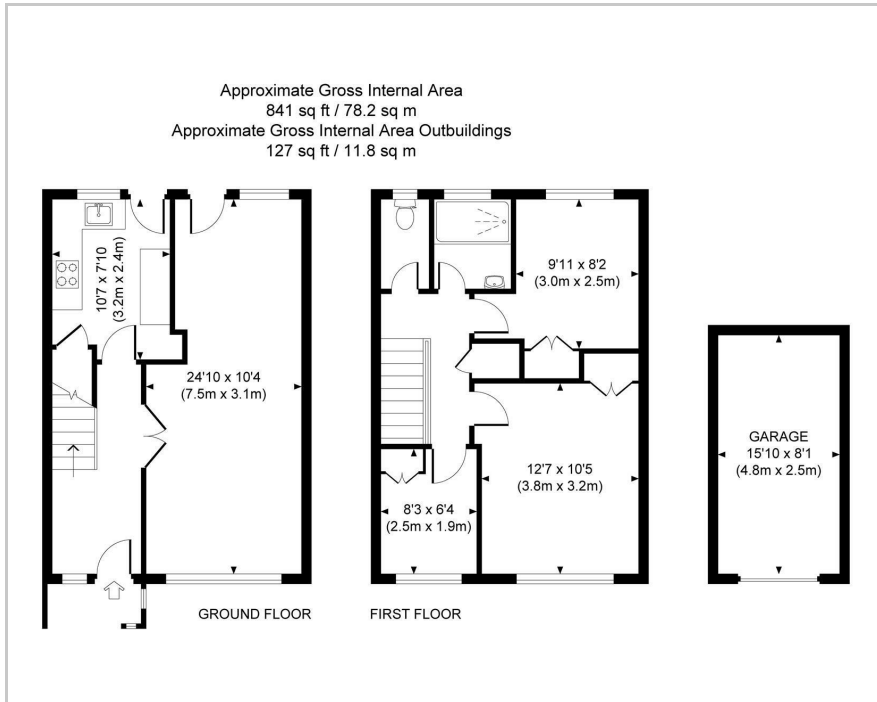 Approximate Gross Internal Area
841 sq ft / 78.2 sq m
Approximate Gross Internal Area Outbuildings
127 sq ft / 11.8 sq m
10'7 x 7'10
(3.2m x 2.4m)
24'10 x 10'4
(7.5m x 3.1m)
GROUND FLOOR
9'11 x 8'2
(3.0m x 2.5m)
12'7 x 10'5
(3.8m x 3.2m)
8'3 x 6'4
(2.5m x 1.9m)
FIRST FLOOR
GARAGE
15'10 x 8'1
(4.8m x 2.5m)